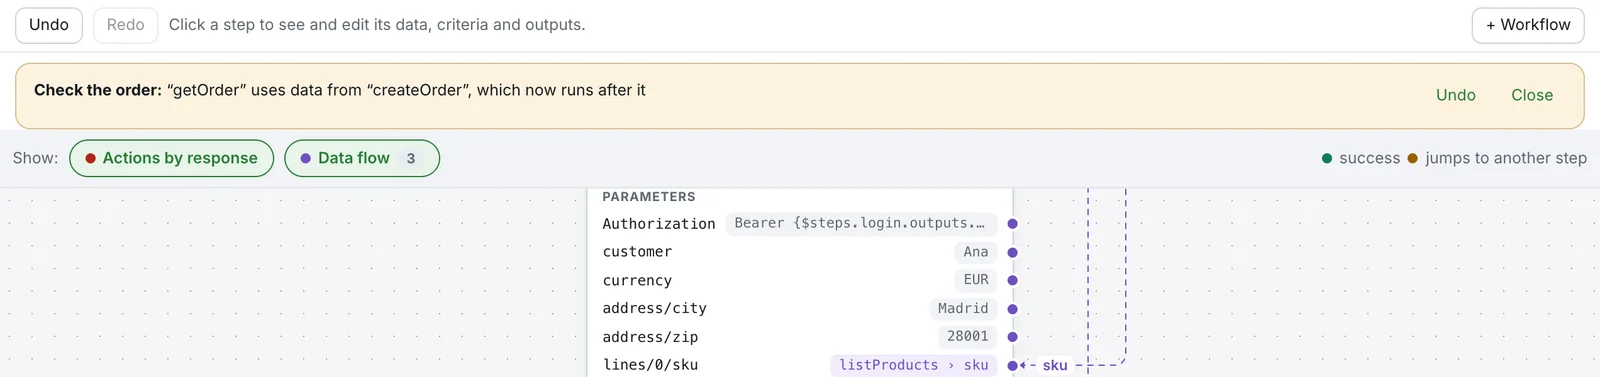 Undo Redo Click a step to see and edit its data, criteria and outputs. + Workflow
Check the order: “getOrder” uses data from “createOrder”, which now runs after it Undo Close
Show: Actions by response Data flow 3 success jumps to another step
PARAMETERS
Authorization Bearer {$steps.login.outputs.…
customer Ana
currency EUR
address/city Madrid
address/zip 28001
lines/0/sku listProducts › sku sku